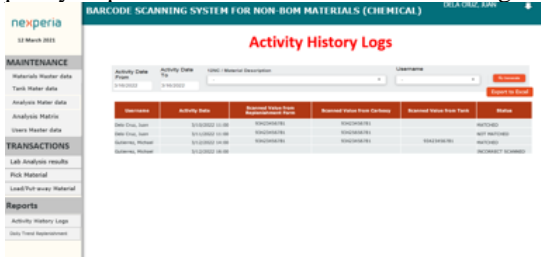 BARCODE SCANNING SYSTEM FOR NON-BOM MATERIALS (CHEMICAL)
DELA CRUZ, JUAN
nexperia
12 March 2021
Activity History Logs
MAINTENANCE
Materials Master data
Tank Mater data
Analysis Mater data
Analysis Matrix
Users Master data
TRANSACTIONS
Lab Analysis results
Pick Material
Load/Put-away Material
Reports
Activity History Logs
Daily Trend Replenishment
Activity Date From
Activity Date To
12NC / Material Description
Username
Export to Excel
Username Activity Date Scanned Value from Replenishment Form Scanned Value from Carboxy Scanned Value from Tank Status
Dela Cruz, Juan MATCHED
Dela Cruz, Juan NOT MATCHED
Gutierrez, Michael MATCHED
Gutierrez, Michael INCORRECT SCANNED